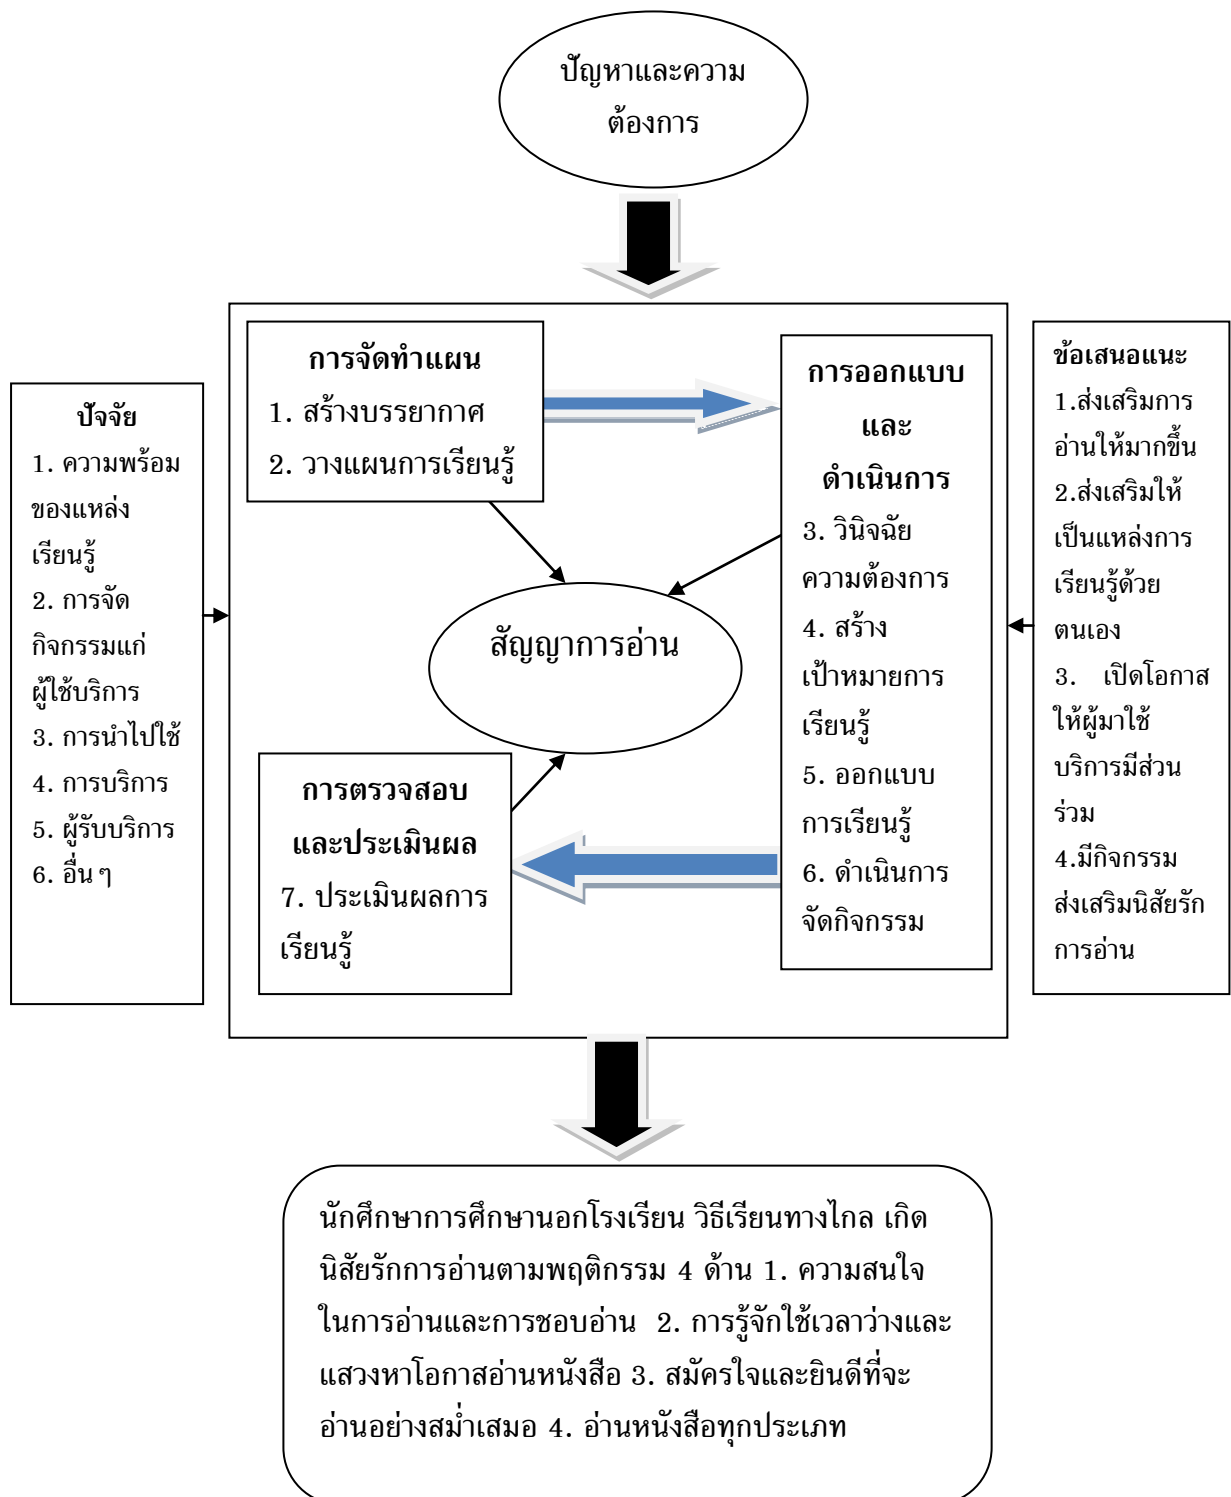 ปัญหาและความ
ต้องการ
ปัจจัย
1. ความพร้อม
ของแหล่ง
เรียนรู้
2. การจัด
กิจกรรมแก่
ผู้ใช้บริการ
3. การนำไปใช้
4. การบริการ
5. ผู้รับบริการ
6. อื่น ๆ
การจัดทำแผน
1. สร้างบรรยากาศ
2. วางแผนการเรียนรู้
การออกแบบ
และ
ดำเนินการ
3. วินิจฉัย
ความต้องการ
4. สร้าง
เป้าหมายการ
เรียนรู้
5. ออกแบบ
การเรียนรู้
6. ดำเนินการ
จัดกิจกรรม
สัญญาการอ่าน
การตรวจสอบ
และประเมินผล
7. ประเมินผลการ
เรียนรู้
ข้อเสนอแนะ
1.ส่งเสริมการ
อ่านให้มากขึ้น
2.ส่งเสริมให้
เป็นแหล่งการ
เรียนรู้ด้วย
ตนเอง
3. เปิดโอกาส
ให้ผู้มาใช้
บริการมีส่วน
ร่วม
4.มีกิจกรรม
ส่งเสริมนิสัยรัก
การอ่าน
นักศึกษาการศึกษานอกโรงเรียน วิธีเรียนทางไกล เกิด
นิสัยรักการอ่านตามพฤติกรรม 4 ด้าน 1. ความสนใจ
ในการอ่านและการชอบอ่าน 2. การรู้จักใช้เวลาว่างและ
แสวงหาโอกาสอ่านหนังสือ 3. สมัครใจและยินดีที่จะ
อ่านอย่างสม่ำเสมอ 4. อ่านหนังสือทุกประเภท